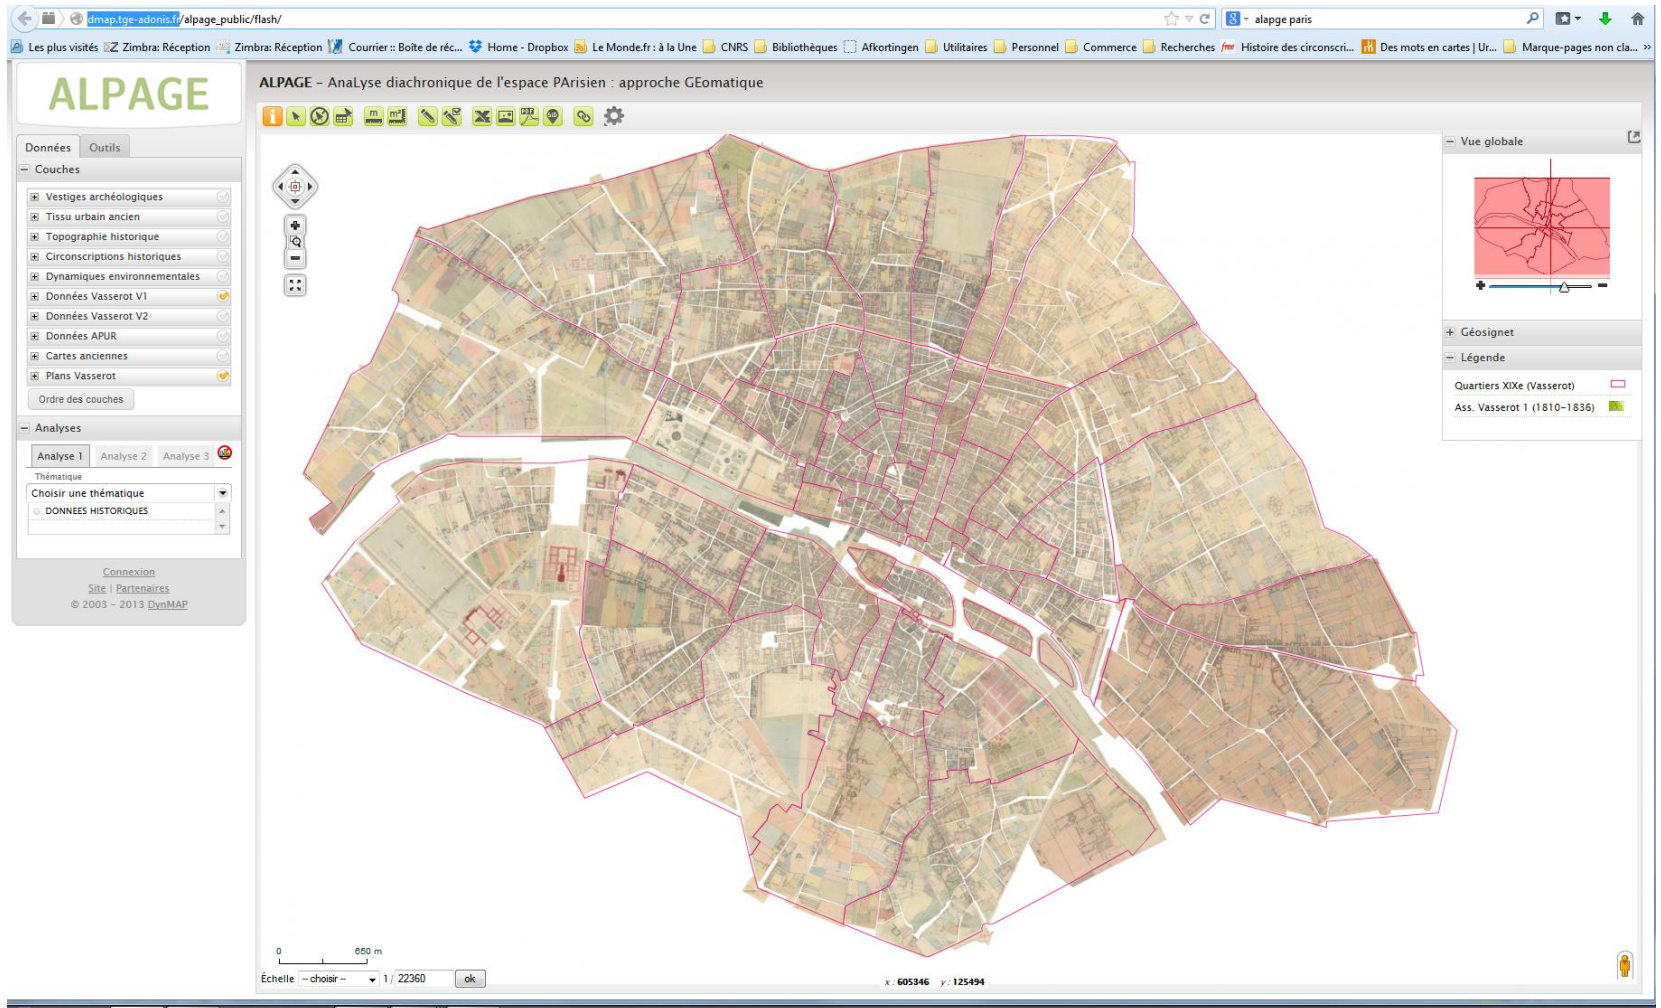 dmap.tge-adonis.fr/alpage_public/flash/
alapge paris
Les plus visités Zimbra: Réception Zimbra: Réception Courrier :: Boîte de réc... Home - Dropbox Le Monde.fr : à la Une CNRS Bibliothèques Afkortingen Utilitaires Personnel Commerce Recherches Histoire des circonscri... Des mots en cartes | Ur... Marque-pages non cla... »
ALPAGE
ALPAGE – AnaLyse diachronique de l'espace PArisien : approche GEomatique
Données Outils
Couches
Vestiges archéologiques
Tissu urbain ancien
Topographie historique
Circonscriptions historiques
Dynamiques environnementales
Données Vasserot V1
Données Vasserot V2
Données APUR
Cartes anciennes
Plans Vasserot
Ordre des couches
Analyses
Analyse 1 Analyse 2 Analyse 3
Thématique
Choisir une thématique
DONNEES HISTORIQUES
Connexion
Site | Partenaires
© 2003 – 2013 DynMAP
m m² PDF
Vue globale
Géosignet
Légende
Quartiers XIXe (Vasserot)
Ass. Vasserot 1 (1810-1836)
0 650 m
Échelle -- choisir -- 1 / 22360 ok
x : 605346 y : 125494